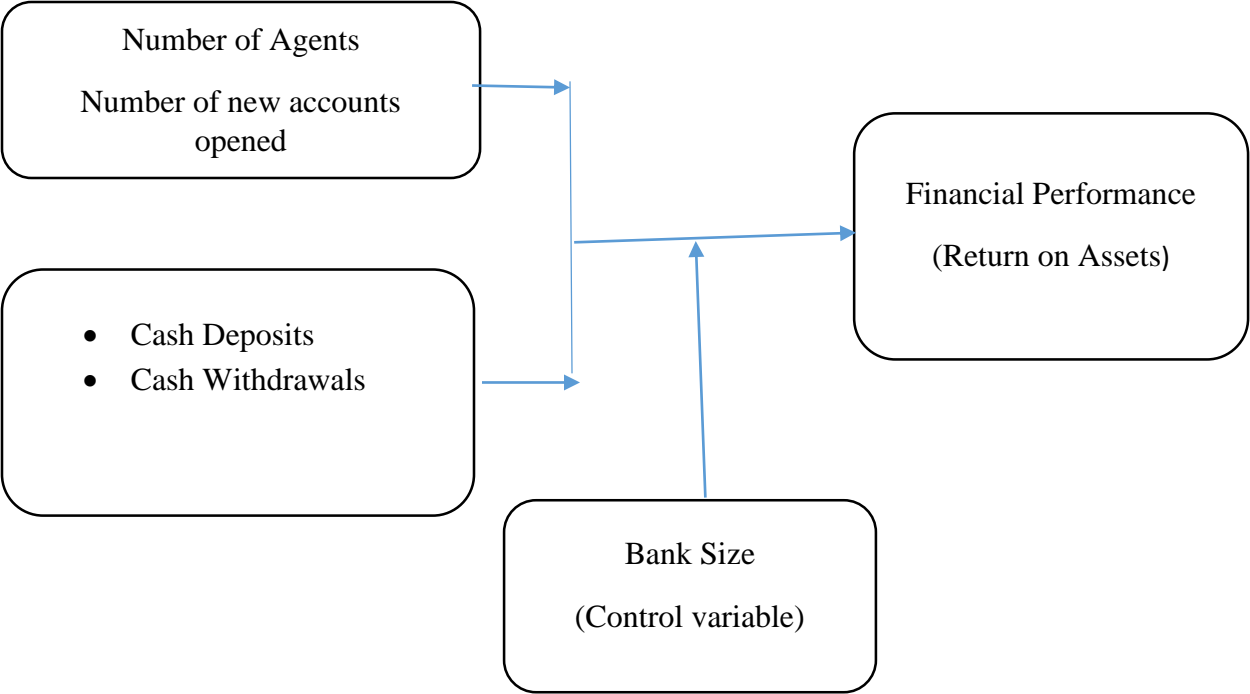 Number of Agents
Number of new accounts
opened
Financial Performance
(Return on Assets)
• Cash Deposits
• Cash Withdrawals
Bank Size
(Control variable)